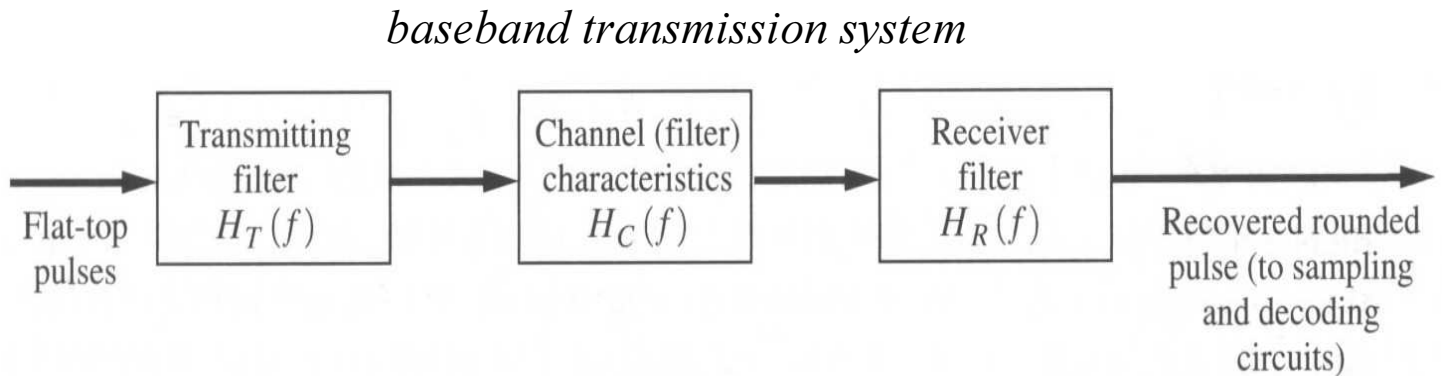 baseband transmission system
Transmitting
filter
H_T(f)
Channel (filter)
characteristics
H_C(f)
Receiver
filter
H_R(f)
Flat-top
pulses
Recovered rounded
pulse (to sampling
and decoding
circuits)